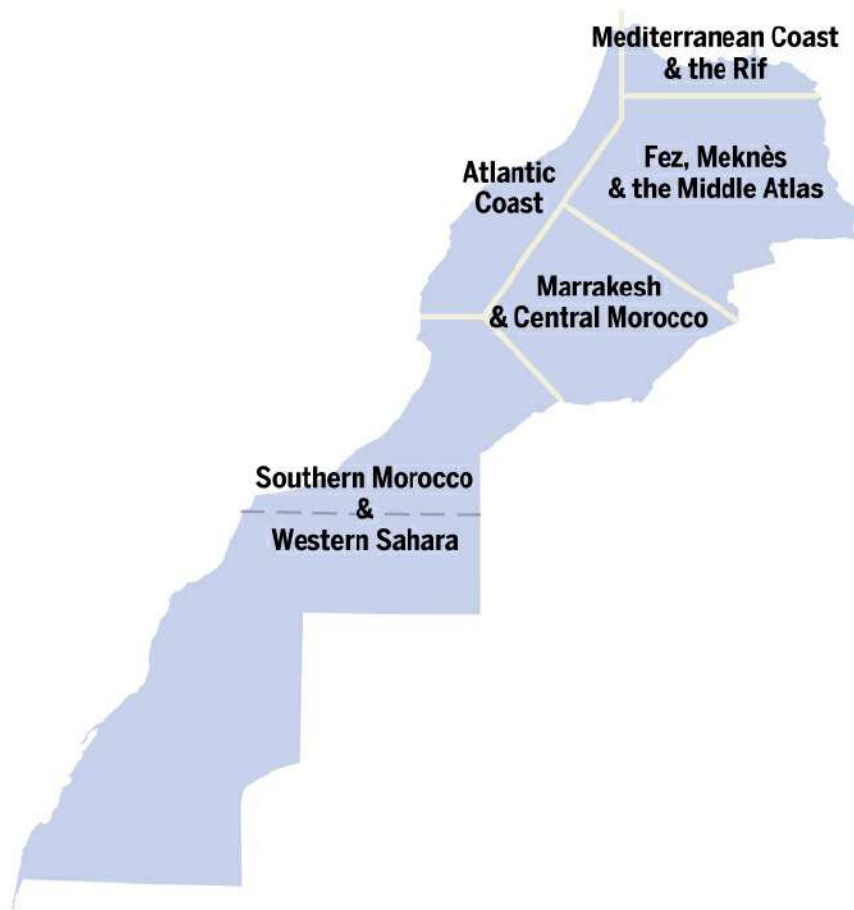 Mediterranean Coast
& the Rif
Fez, Meknès
& the Middle Atlas
Atlantic
Coast
Marrakesh
& Central Morocco
Southern Morocco
&
Western Sahara